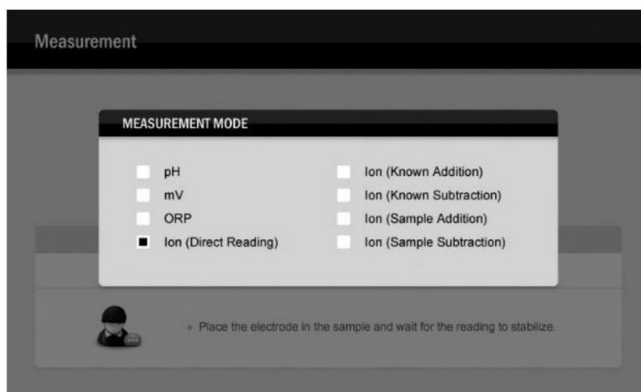 Measurement
MEASUREMENT MODE
pH
mV
ORP
Ion (Direct Reading)
Ion (Known Addition)
Ion (Known Subtraction)
Ion (Sample Addition)
Ion (Sample Subtraction)
Place the electrode in the sample and wait for the reading to stabilize.